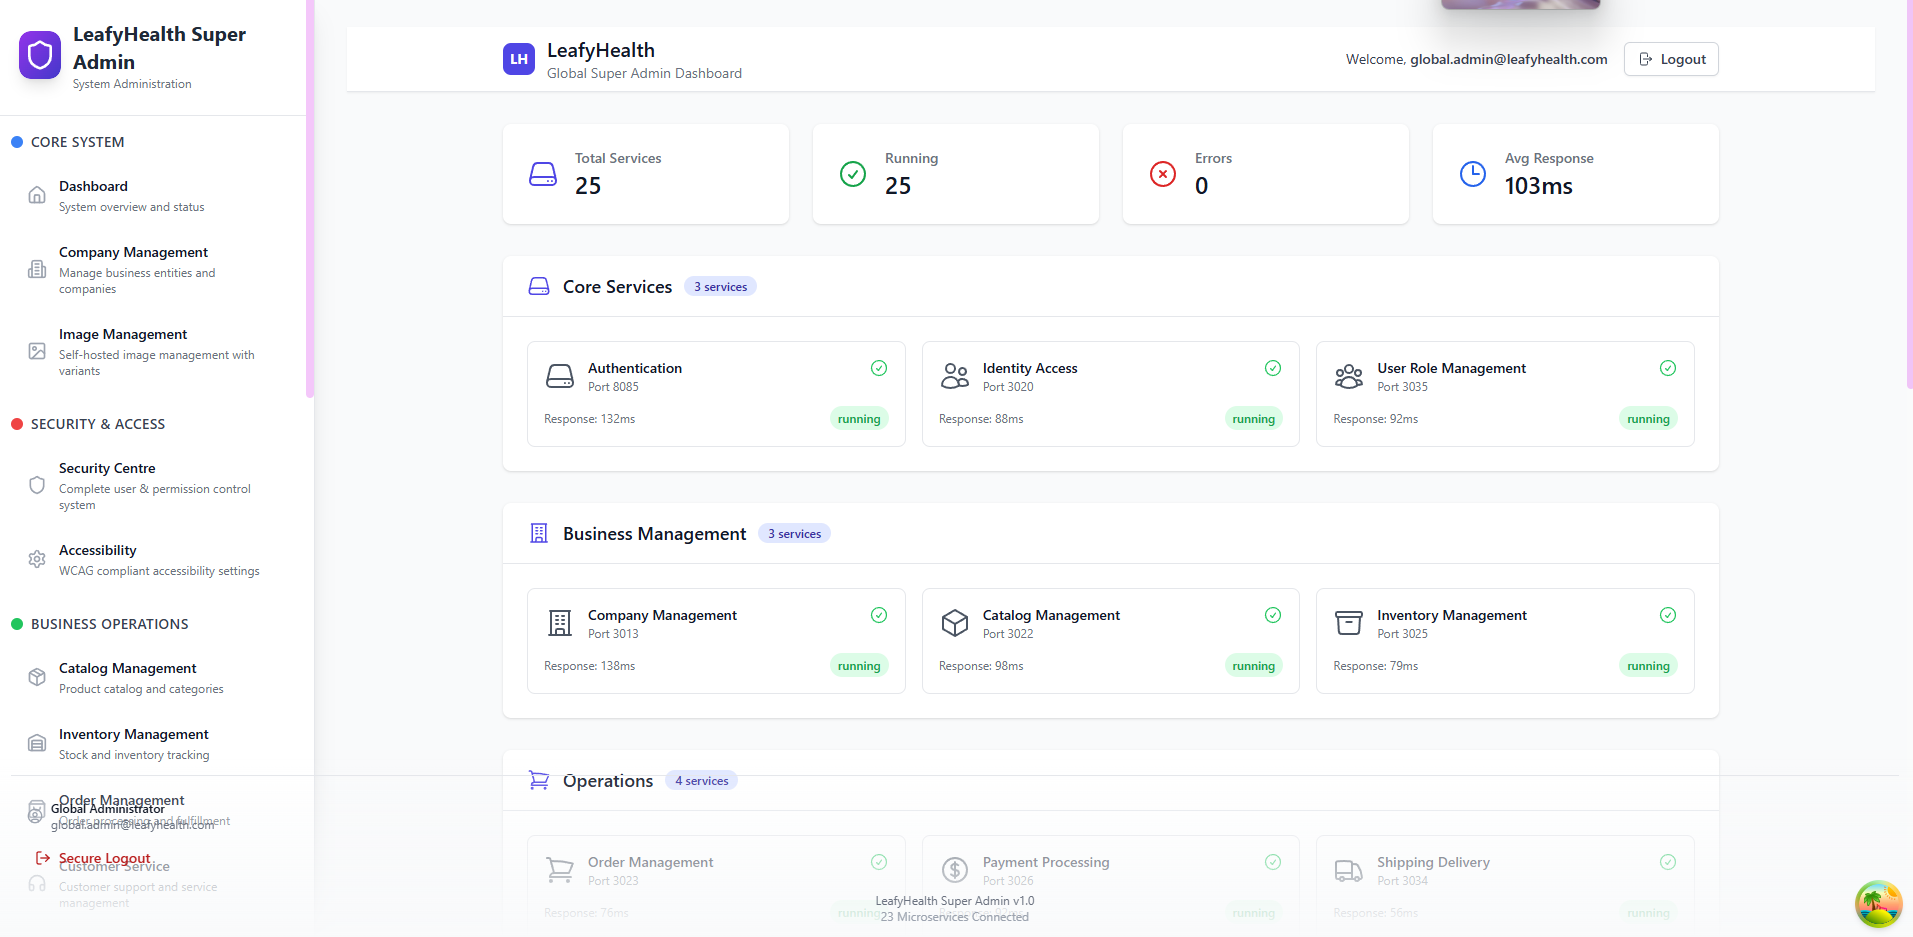 LeafyHealth Super
Admin
System Administration
CORE SYSTEM
Dashboard
System overview and status
Company Management
Manage business entities and
companies
Image Management
Self-hosted image management with
variants
SECURITY & ACCESS
Security Centre
Complete user & permission control
system
Accessibility
WCAG compliant accessibility settings
BUSINESS OPERATIONS
Catalog Management
Product catalog and categories
Inventory Management
Stock and inventory tracking
Order Management
Order processing and fulfillment
Global Administrator
global.admin@leafyhealth.com
Secure Logout
Customer Service
Customer support and service
management
LH
LeafyHealth
Global Super Admin Dashboard
Welcome, global.admin@leafyhealth.com
Logout
Total Services
25
Running
25
Errors
0
Avg Response
103ms
Core Services
3 services
Authentication
Port 8085
Response: 132ms
running
Identity Access
Port 3020
Response: 88ms
running
User Role Management
Port 3035
Response: 92ms
running
Business Management
3 services
Company Management
Port 3013
Response: 138ms
running
Catalog Management
Port 3022
Response: 98ms
running
Inventory Management
Port 3025
Response: 79ms
running
Operations
4 services
Order Management
Port 3023
Response: 76ms
running
Payment Processing
Port 3026
running
Shipping Delivery
Port 3034
Response: 56ms
running
LeafyHealth Super Admin v1.0
23 Microservices Connected